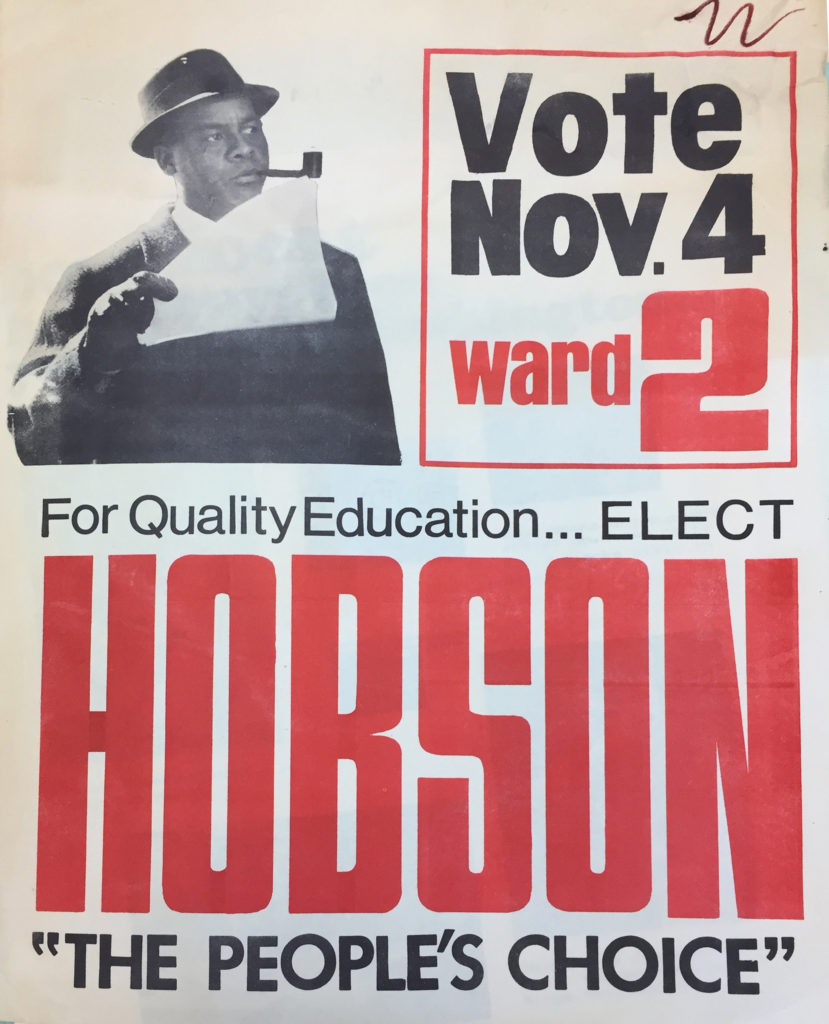 Vote
Nov. 4
ward 2
For Quality Education... ELECT
HOBSON
“THE PEOPLE’S CHOICE”